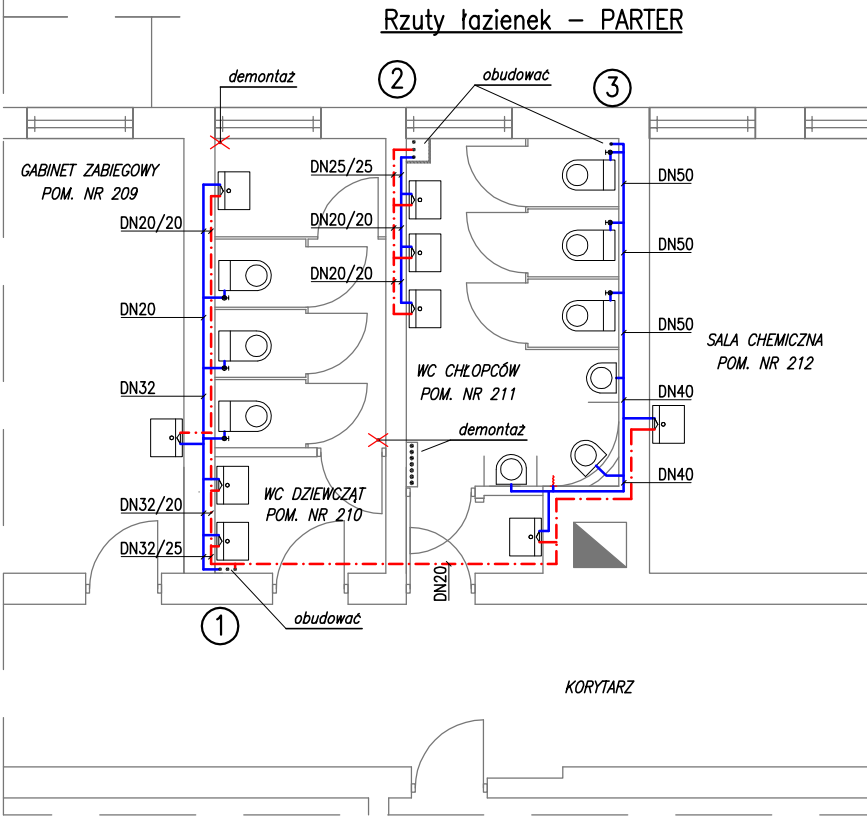 Rzuty łazienek – PARTER
demontaż
2
obudować
3
GABINET ZABIEGOWY
POM. NR 209
DN25/25
DN50
DN20/20
DN20/20
DN50
DN20/20
DN20
DN50
SALA CHEMICZNA
POM. NR 212
WC CHŁOPCÓW
POM. NR 211
DN32
DN40
demontaż
DN40
WC DZIEWCZĄT
POM. NR 210
DN32/20
DN32/25
DN20
1
obudować
KORYTARZ